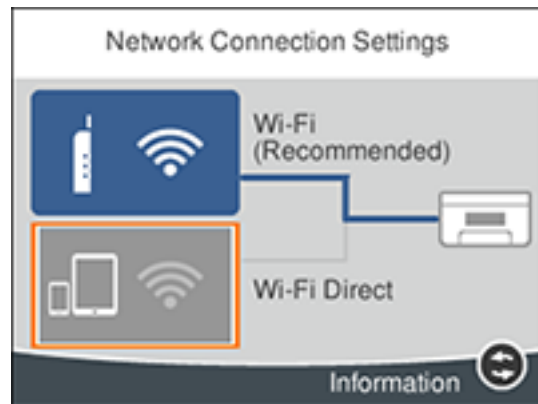 Network Connection Settings
Wi-Fi
(Recommended)
Wi-Fi Direct
Information